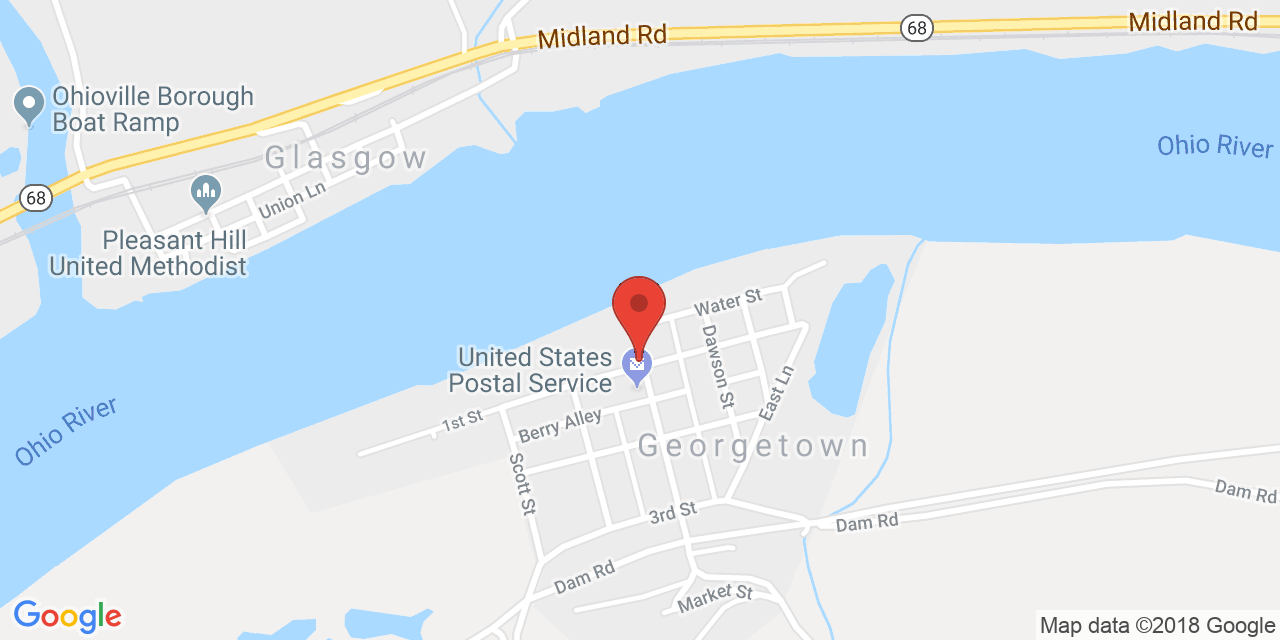 Midland Rd
68
Midland Rd
Ohioville Borough
Boat Ramp
Ohio River
Glasgow
68
Union Ln
Pleasant Hill
United Methodist
Water St
United States
Postal Service
Dawson St
East Ln
Ohio River
1st St
Berry Alley
Georgetown
Scott St
3rd St
Dam Rd
Dam Rd
Dam Rd
Market St
Google
Map data ©2018 Google